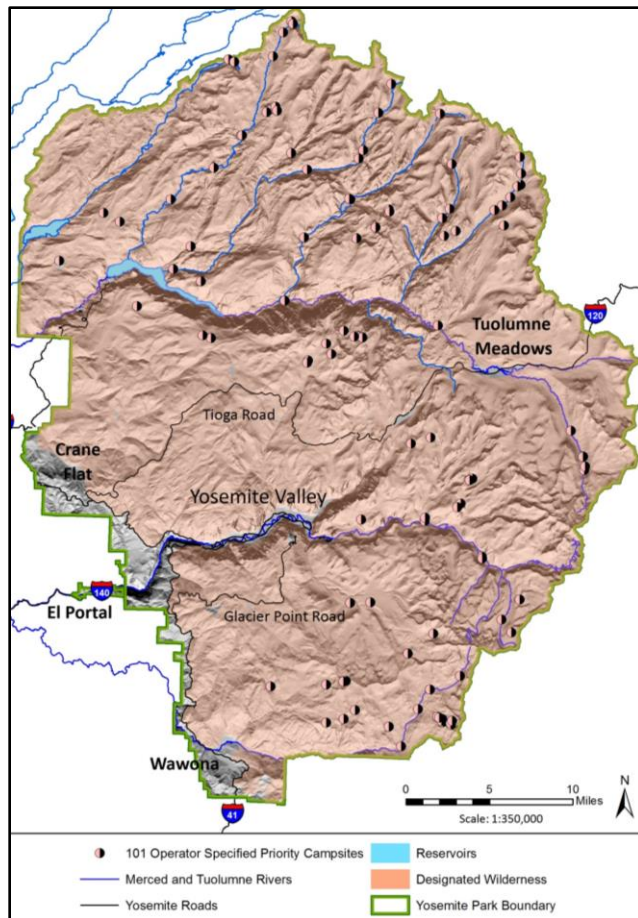 120
Tuolumne
Meadows
Tioga Road
Crane
Flat
Yosemite Valley
140
El Portal
Glacier Point Road
Wawona
41
N
0 5 10
Miles
Scale: 1:350,000
101 Operator Specified Priority Campsites
Reservoirs
Merced and Tuolumne Rivers
Designated Wilderness
Yosemite Roads
Yosemite Park Boundary